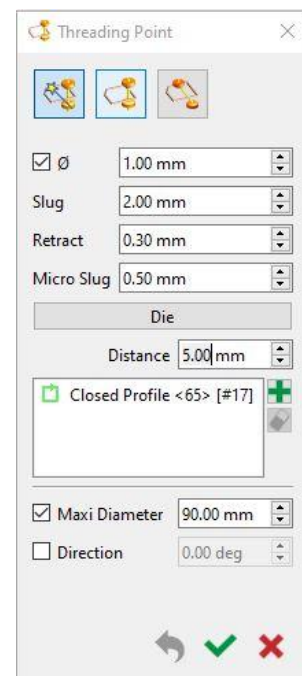 Threading Point
Ø 1.00 mm
Slug 2.00 mm
Retract 0.30 mm
Micro Slug 0.50 mm
Die
Distance 5.00 mm
Closed Profile <65> [#17]
Maxi Diameter 90.00 mm
Direction 0.00 deg